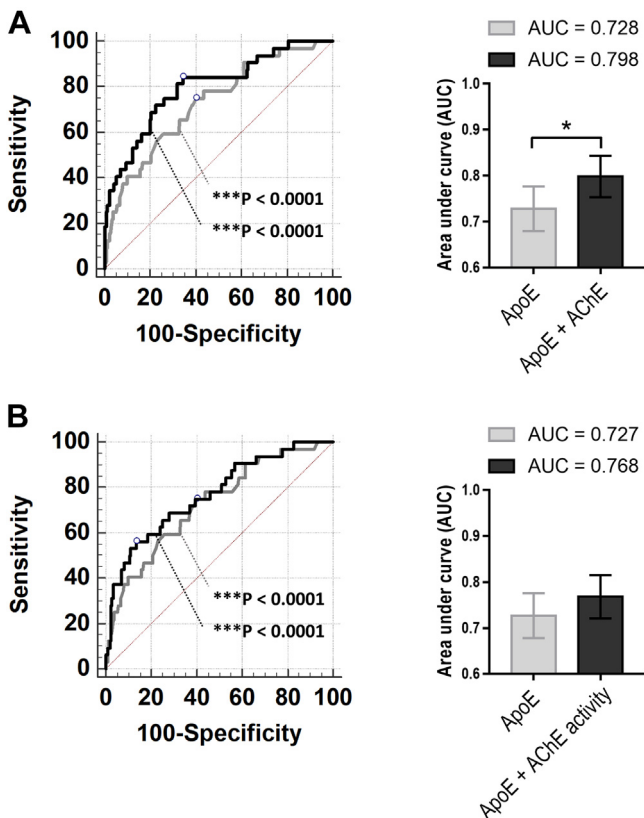 A
100
80
60
40
20
0
Sensitivity
***P < 0.0001
***P < 0.0001
0 20 40 60 80 100
100-Specificity
AUC = 0.728
AUC = 0.798
1.0
0.9
0.8
0.7
0.6
Area under curve (AUC)
*
ApoE
ApoE + AChE
B
100
80
60
40
20
0
Sensitivity
***P < 0.0001
***P < 0.0001
0 20 40 60 80 100
100-Specificity
AUC = 0.727
AUC = 0.768
1.0
0.9
0.8
0.7
0.6
Area under curve (AUC)
ApoE
ApoE + AChE activity